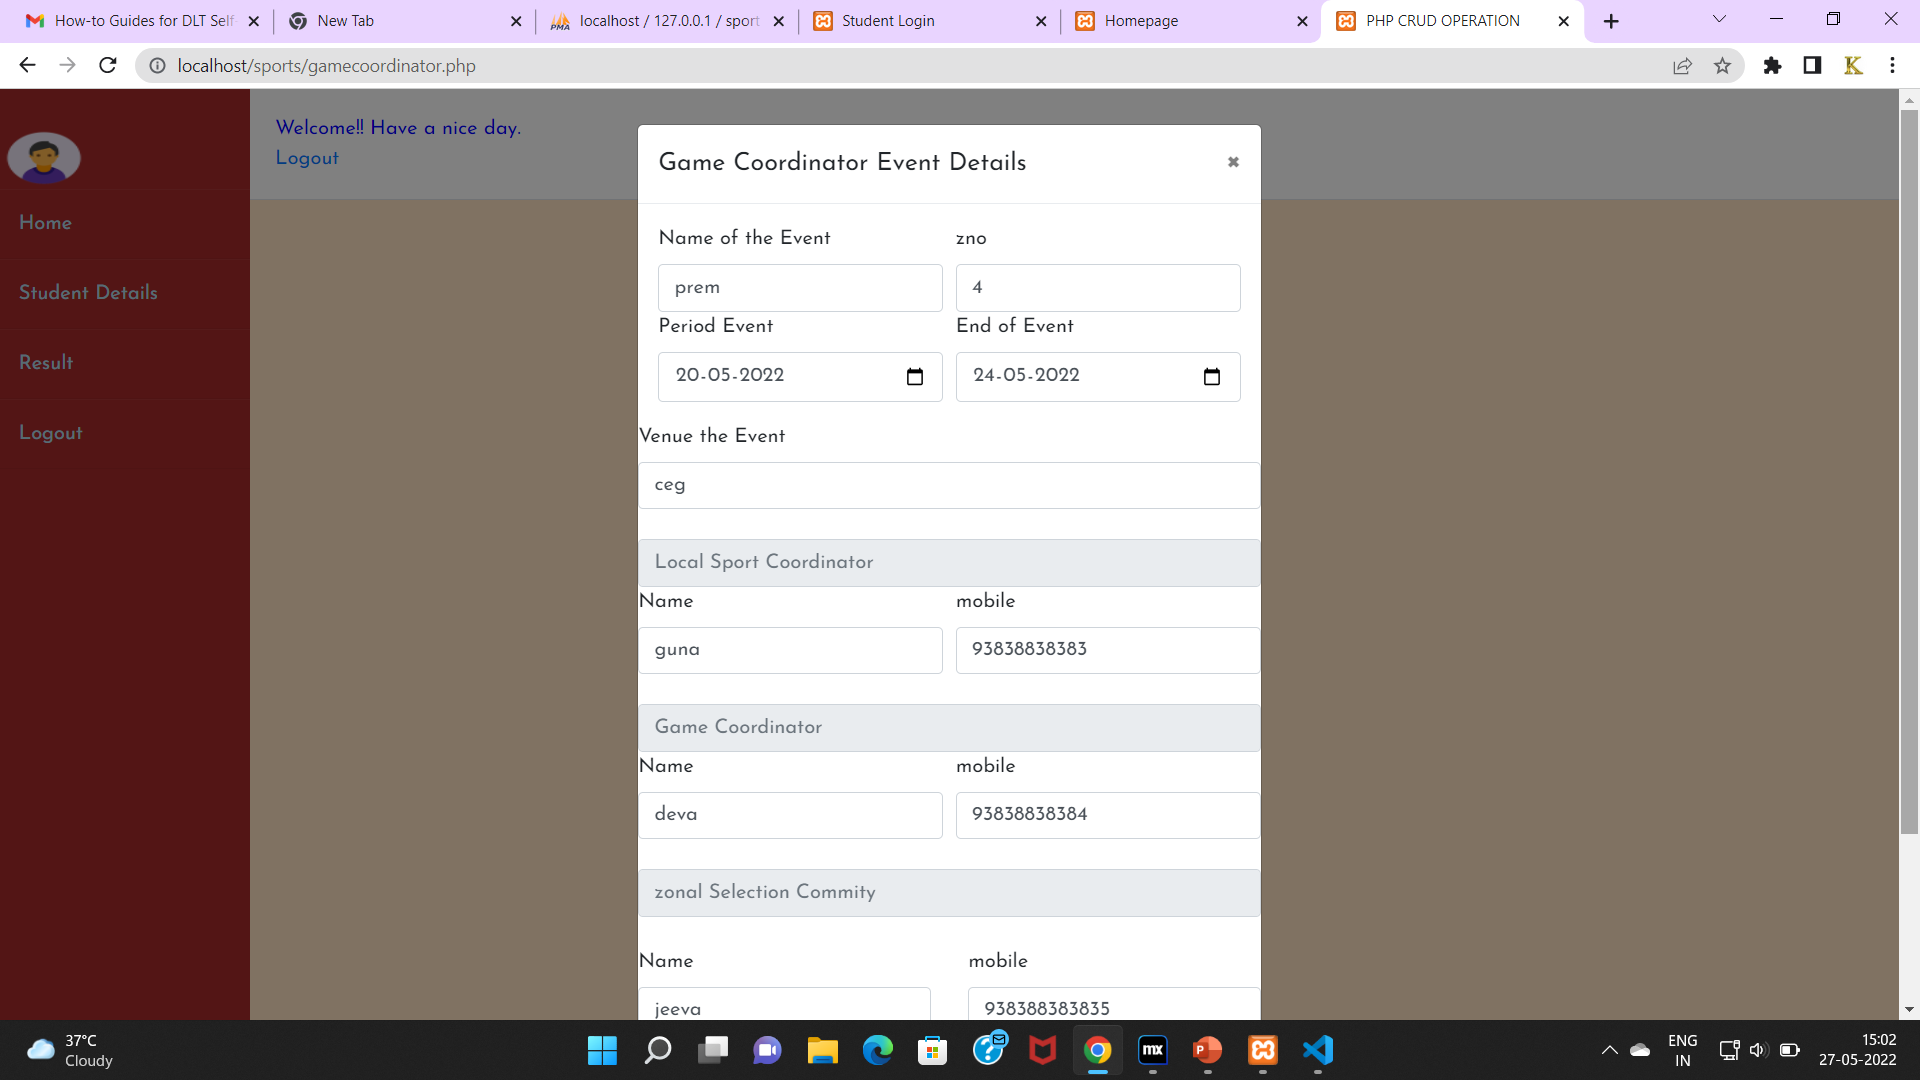 How-to Guides for DLT Self
New Tab
localhost / 127.0.0.1 / sport
Student Login
Homepage
PHP CRUD OPERATION
localhost/sports/gamecoordinator.php
Welcome!! Have a nice day.
Logout
Home
Student Details
Result
Logout
Game Coordinator Event Details
Name of the Event zno
prem 4
Period Event End of Event
20-05-2022 24-05-2022
Venue the Event
ceg
Local Sport Coordinator
Name mobile
guna 93838838383
Game Coordinator
Name mobile
deva 93838838384
zonal Selection Commity
Name mobile
jeeva 938388383835
37°C
Cloudy
mx
ENG
IN
15:02
27-05-2022